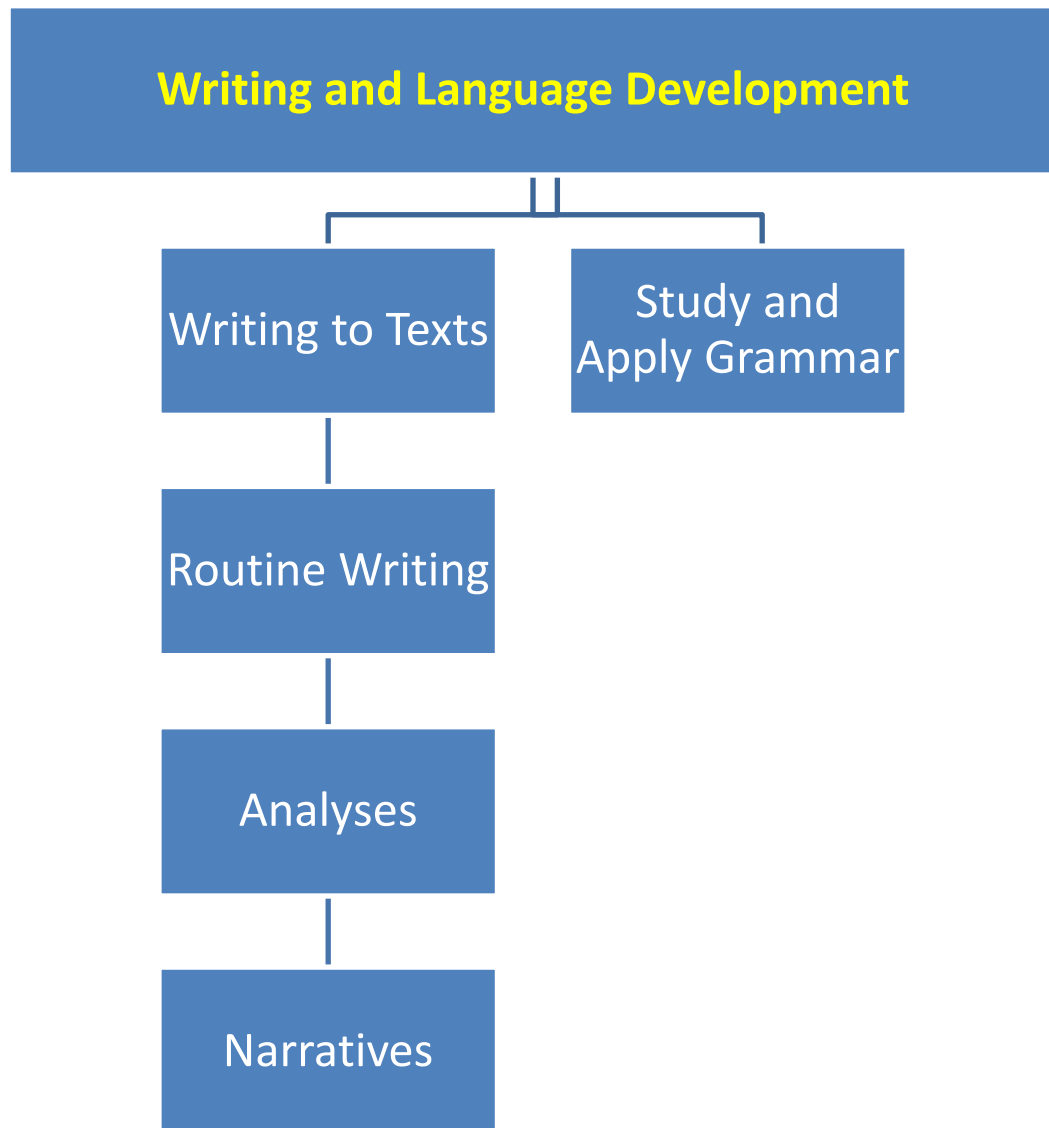 Writing and Language Development
Writing to Texts
Study and
Apply Grammar
Routine Writing
Analyses
Narratives